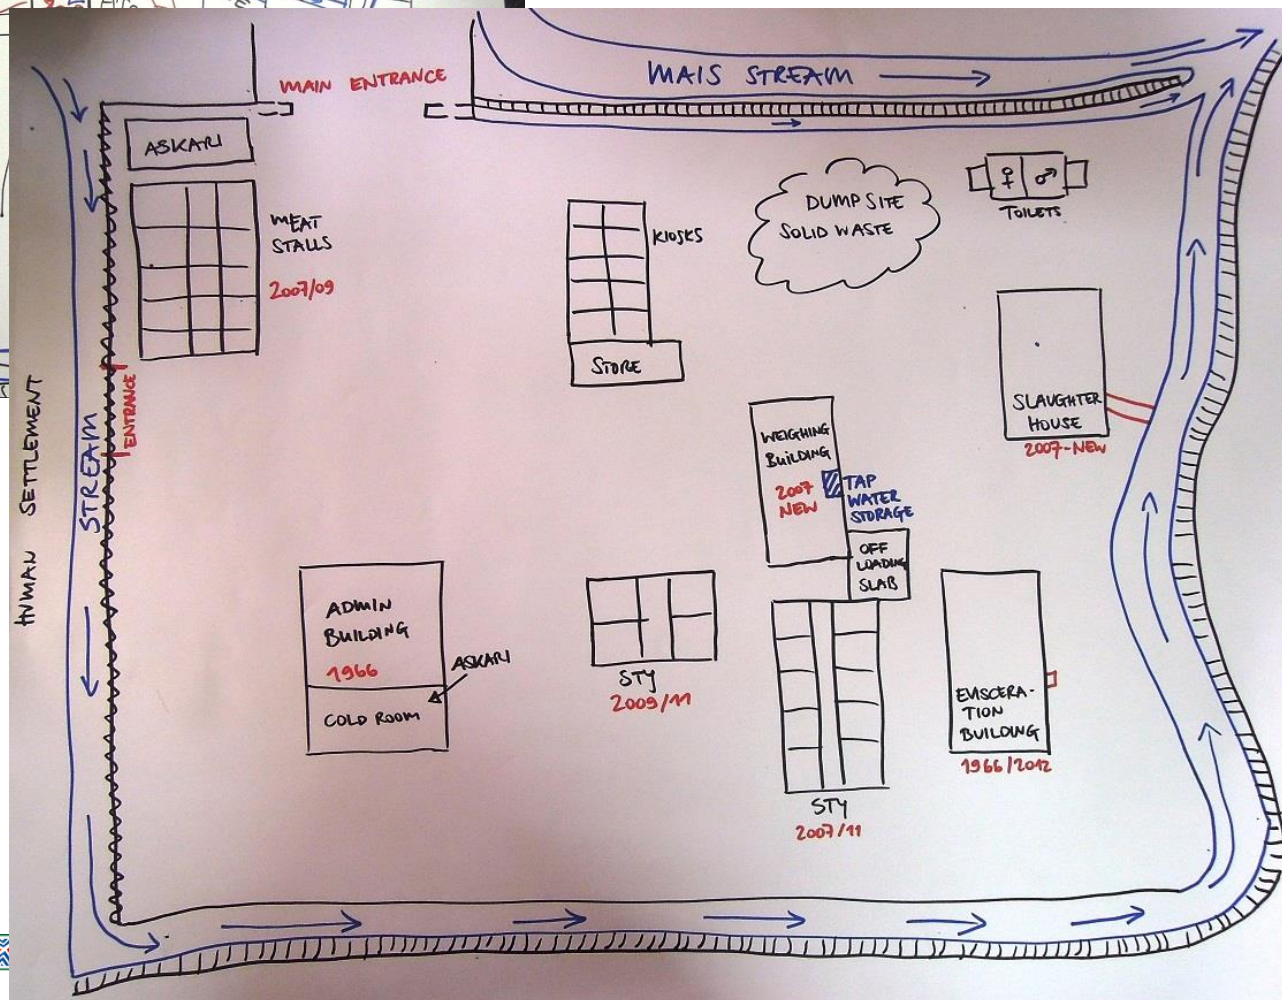 MAIN ENTRANCE
MAIS STREAM
ASKARI
MEAT
STALLS
2007/09
KIOSKS
STORE
DUMP SITE
SOLID WASTE
♀ ♂
TOILETS
SLAUGHTER
HOUSE
2007-NEW
HUMAN SETTLEMENT
STREAM
ENTRANCE
WEIGHING
BUILDING
2007
NEW
TAP
WATER
STORAGE
OFF
LOADING
SLAB
ADMIN
BUILDING
1966
ASKARI
COLD ROOM
STY
2009/11
STY
2007/11
EVISCERA-
TION
BUILDING
1966/2012